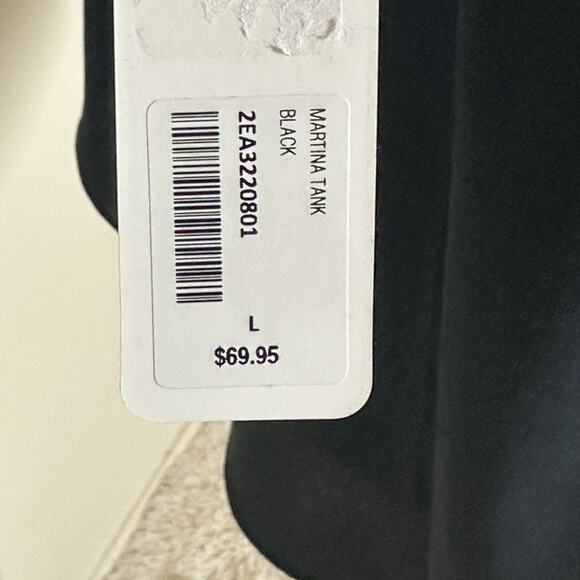 MARTINA TANK
BLACK
2EA3220801
L
$69.95